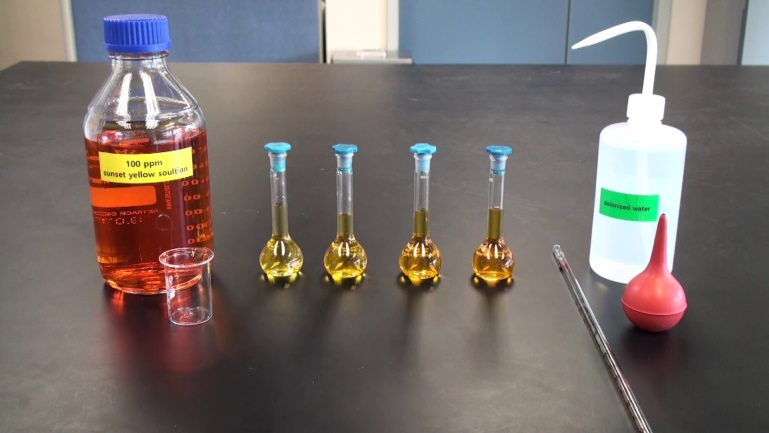 100 ppm
sunset yellow soultion
deionized water